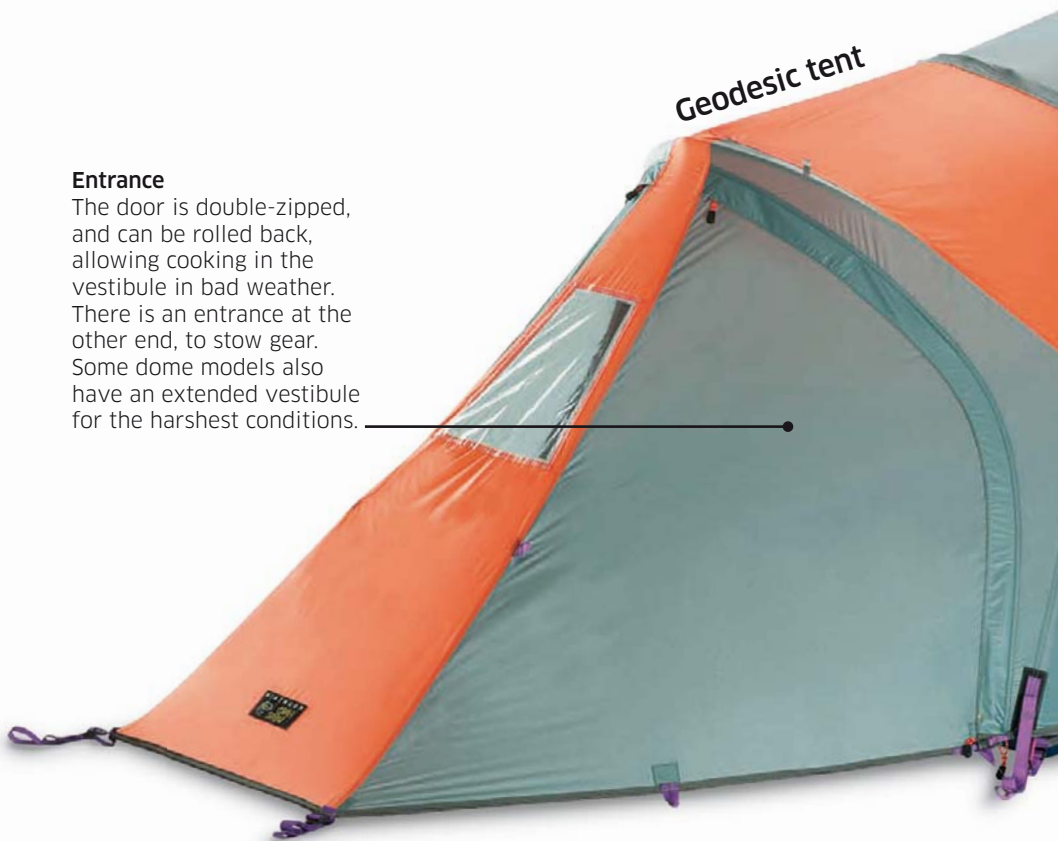 Geodesic tent
Entrance
The door is double-zipped,
and can be rolled back,
allowing cooking in the
vestibule in bad weather.
There is an entrance at the
other end, to stow gear.
Some dome models also
have an extended vestibule
for the harshest conditions.